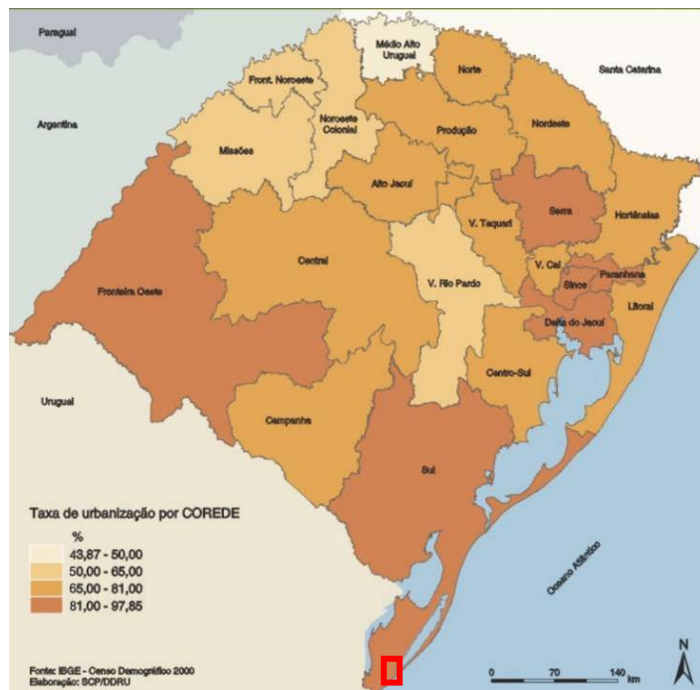 Paraguai
Argentina
Uruguai
Santa Catarina
Oceano Atlântico
Médio Alto
Uruguai
Norte
Front. Noroeste
Noroeste
Colonial
Missões
Produção
Nordeste
Alto Jacuí
Serra
Hortênsias
V. Taquari
V. Caí
Paranhana
Sinos
Litoral
Delta do Jacuí
Central
V. Rio Pardo
Fronteira Oeste
Centro-Sul
Campanha
Sul
Taxa de urbanização por COREDE
%
43,87 - 50,00
50,00 - 65,00
65,00 - 81,00
81,00 - 97,85
Fonte: IBGE - Censo Demográfico 2000
Elaboração: SCP/DDRU
0 70 140
km
N